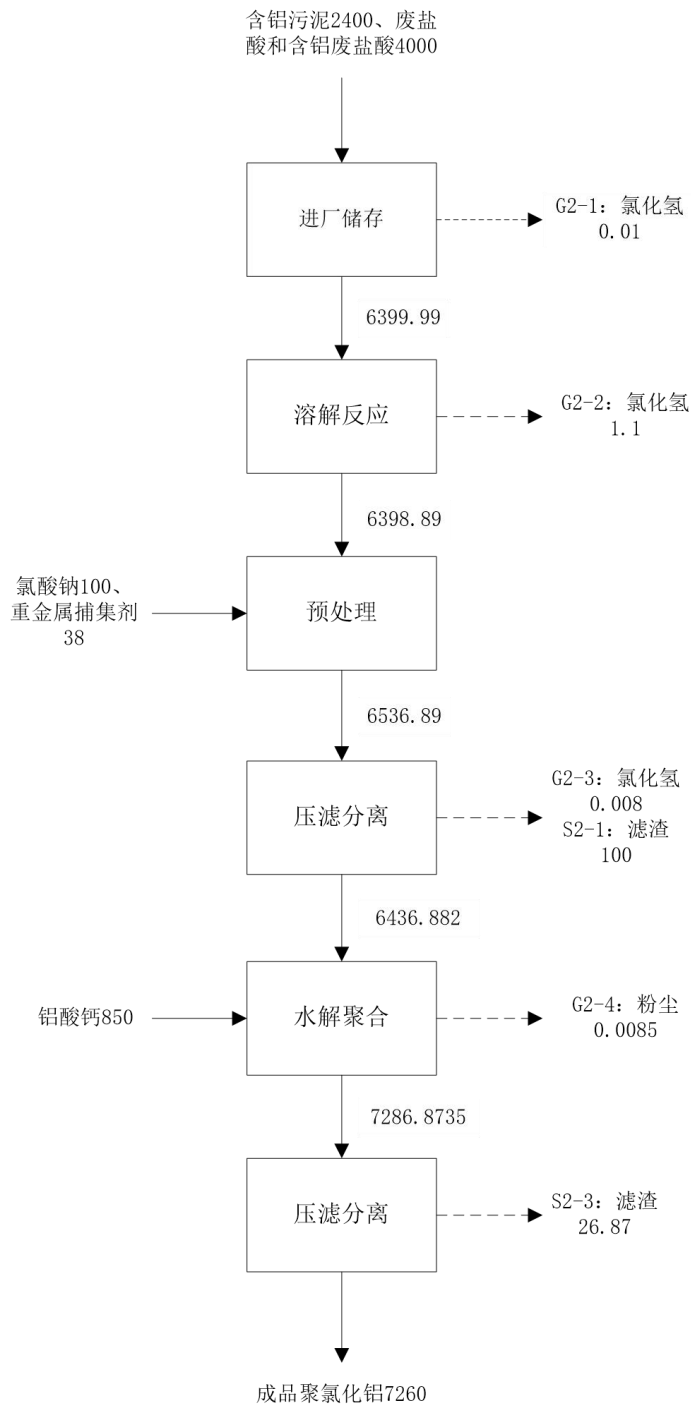 含铝污泥2400、废盐
酸和含铝废盐酸4000
进厂储存
G2-1：氯化氢
0.01
6399.99
溶解反应
G2-2：氯化氢
1.1
6398.89
氯酸钠100、
重金属捕集剂
38
预处理
6536.89
压滤分离
G2-3：氯化氢
0.008
S2-1：滤渣
100
6436.882
铝酸钙850
水解聚合
G2-4：粉尘
0.0085
7286.8735
压滤分离
S2-3：滤渣
26.87
成品聚氯化铝7260